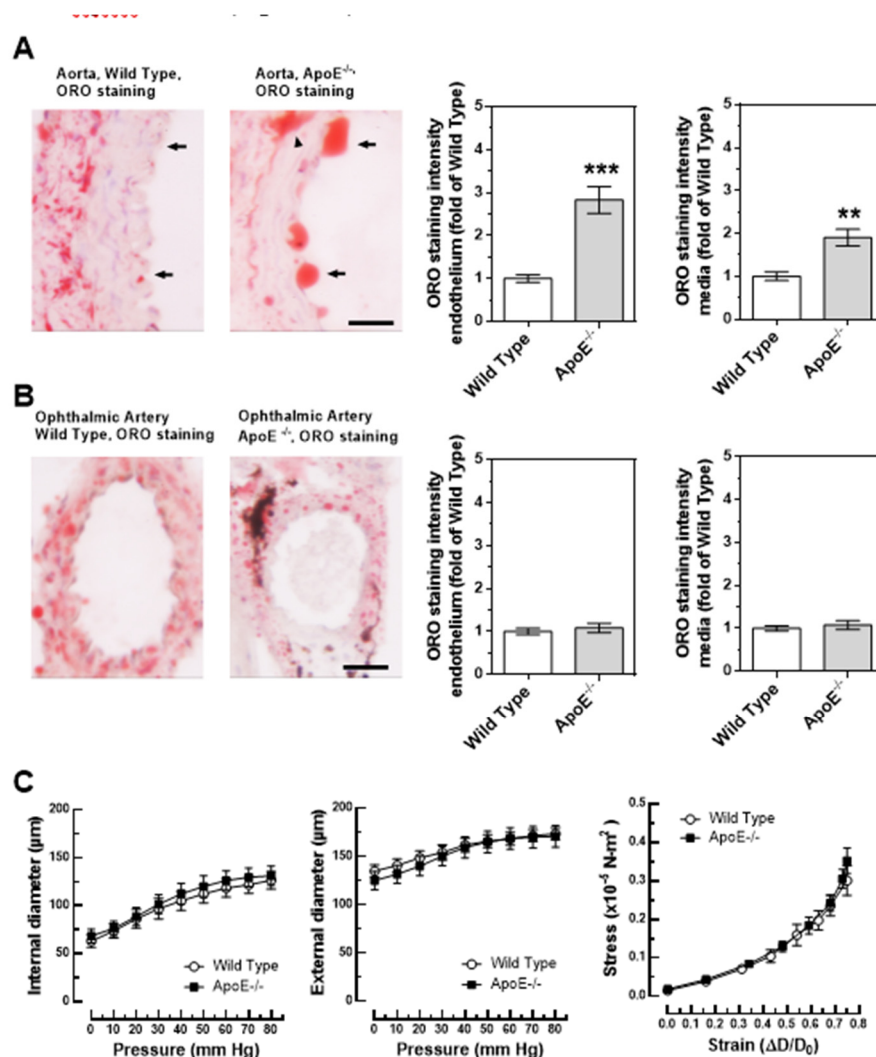 A
Aorta, Wild Type,
ORO staining
Aorta, ApoE-/-,
ORO staining
ORO staining intensity
endothelium (fold of Wild Type)
5
4
3
2
1
0
***
Wild Type
ApoE-/-
ORO staining intensity
media (fold of Wild Type)
5
4
3
2
1
0
**
Wild Type
ApoE-/-
B
Ophthalmic Artery
Wild Type, ORO staining
Ophthalmic Artery
ApoE -/-, ORO staining
ORO staining intensity
endothelium (fold of Wild Type)
5
4
3
2
1
0
Wild Type
ApoE-/-
ORO staining intensity
media (fold of Wild Type)
5
4
3
2
1
0
Wild Type
ApoE-/-
C
Internal diameter (µm)
200
150
100
50
0
Wild Type
ApoE-/-
0 10 20 30 40 50 60 70 80
Pressure (mm Hg)
External diameter (µm)
200
150
100
50
0
Wild Type
ApoE-/-
0 10 20 30 40 50 60 70 80
Pressure (mm Hg)
Stress (x10-5 N-m2)
0.5
0.4
0.3
0.2
0.1
0.0
Wild Type
ApoE-/-
0.0 0.1 0.2 0.3 0.4 0.5 0.6 0.7 0.8
Strain (ΔD/D0)